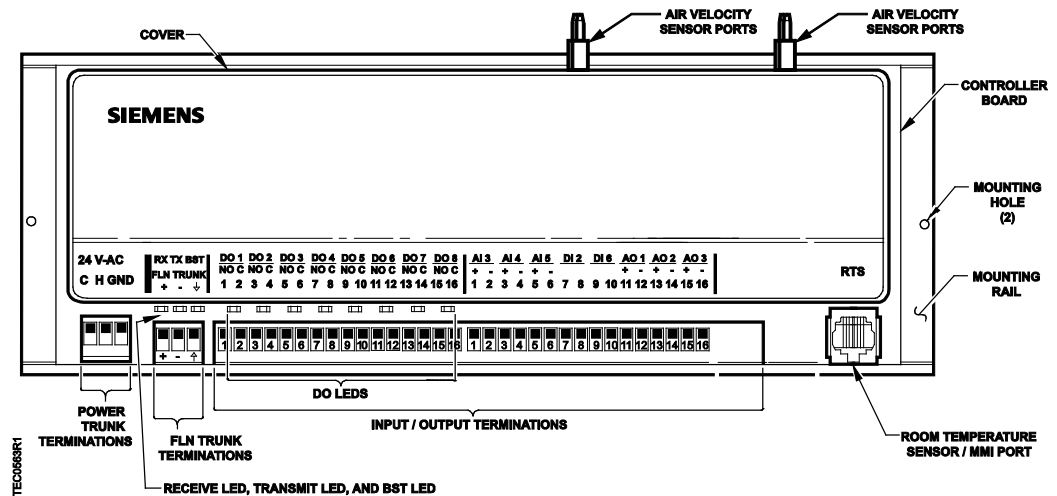 AIR VELOCITY
SENSOR PORTS
AIR VELOCITY
SENSOR PORTS
COVER
CONTROLLER
BOARD
SIEMENS
MOUNTING
HOLE
(2)
24 V-AC
C H GND
RX TX BST
FLN TRUNK
+ -
DO 1 DO 2 DO 3 DO 4 DO 5 DO 6 DO 7 DO 8
NO C NO C NO C NO C NO C NO C NO C NO C
1 2 3 4 5 6 7 8 9 10 11 12 13 14 15 16
AI 3 AI 4 AI 5 DI 2 DI 6 AO 1 AO 2 AO 3
+ - + - + - + - + - + -
1 2 3 4 5 6 7 8 9 10 11 12 13 14 15 16
RTS
MOUNTING
RAIL
+ -
1 2 3 4 5 6 7 8 9 10 11 12 13 14 15 16
1 2 3 4 5 6 7 8 9 10 11 12 13 14 15 16
DO LEDS
POWER
TRUNK
TERMINATIONS
FLN TRUNK
TERMINATIONS
INPUT / OUTPUT TERMINATIONS
ROOM TEMPERATURE
SENSOR / MMI PORT
TEC0563R1
RECEIVE LED, TRANSMIT LED, AND BST LED